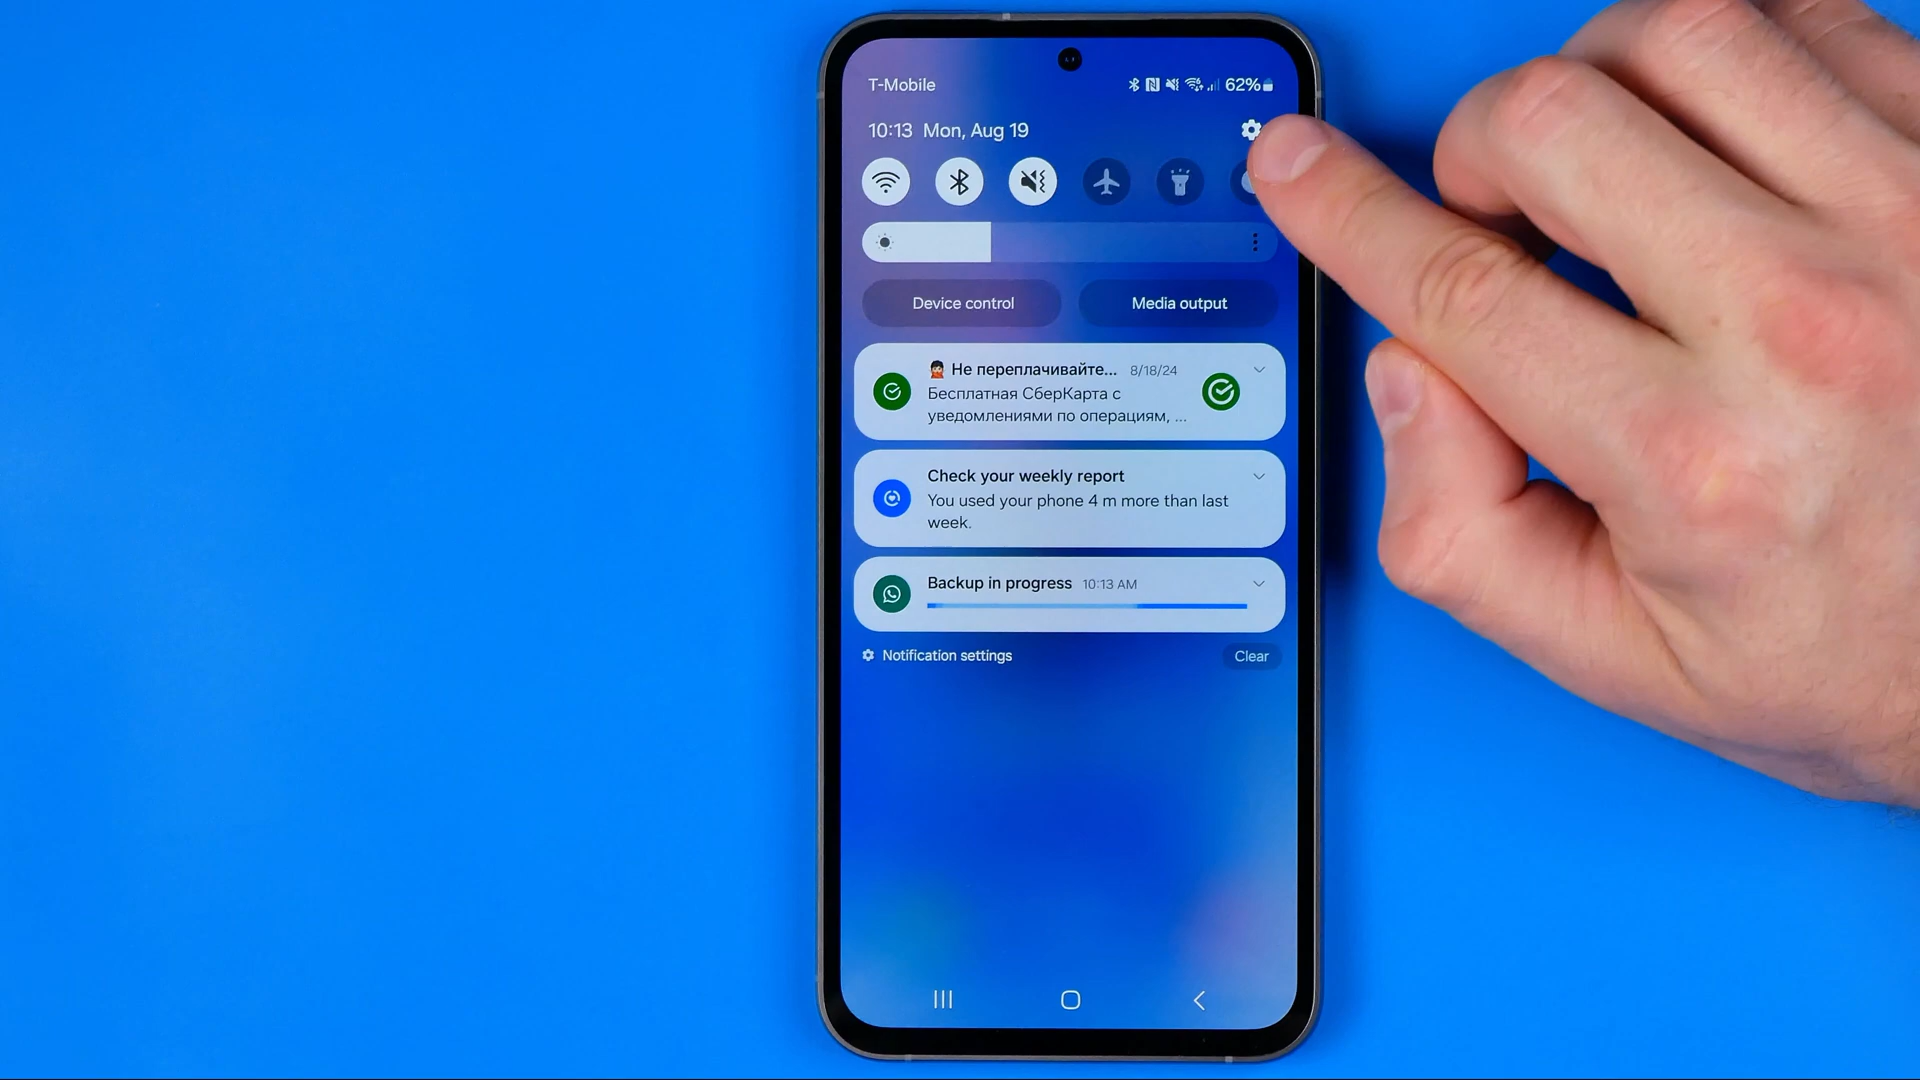 T-Mobile 62%
10:13 Mon, Aug 19
Device control Media output
Не переплачивайте... 8/18/24
Бесплатная СберКарта с
уведомлениями по операциям, ...
Check your weekly report
You used your phone 4 m more than last
week.
Backup in progress 10:13 AM
Notification settings Clear